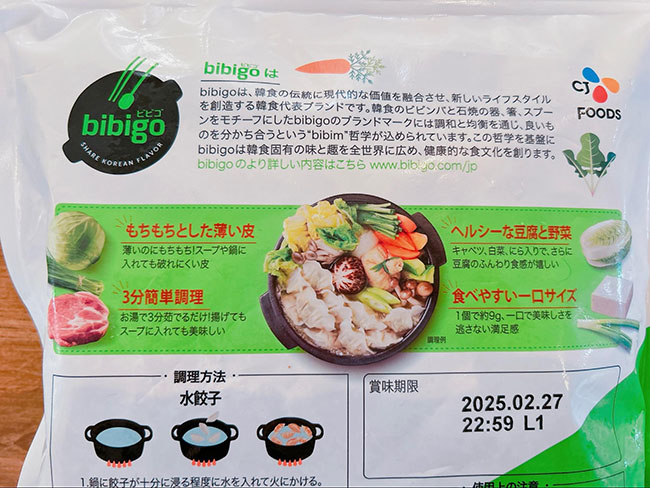 ビビゴ
bibigo
SHARE KOREAN FLAVOR
ビビゴ
bibigo は
bibigoは、韓食の伝統に現代的な価値を融合させ、新しいライフスタイル
を創造する韓食代表ブランドです。韓食のビビンバと石焼の器、箸、スプー
ンをモチーフにしたbibigoのブランドマークには調和と均衡を通じ、良いも
のを分かち合うという"bibim"哲学が込められています。この哲学を基盤に
bibigoは韓食固有の味と趣を全世界に広め、健康的な食文化を創ります。
bibigoのより詳しい内容はこちら www.bibigo.com/jp
CJ
FOODS
もちもちとした薄い皮
薄いのにもちもち!スープや鍋に
入れても破れにくい皮
3分簡単調理
お湯で3分茹でるだけ!揚げても
スープに入れても美味しい
ヘルシーな豆腐と野菜
キャベツ、白菜、にら入りで、さらに
豆腐のふんわり食感が嬉しい
食べやすい一口サイズ
1個で約9g、一口で美味しさを
逃さない満足感
調理例
調理方法
水餃子
1.鍋に餃子が十分に浸る程度に水を入れて火にかける。
賞味期限
2025.02.27
22:59 L1
使用上の注意